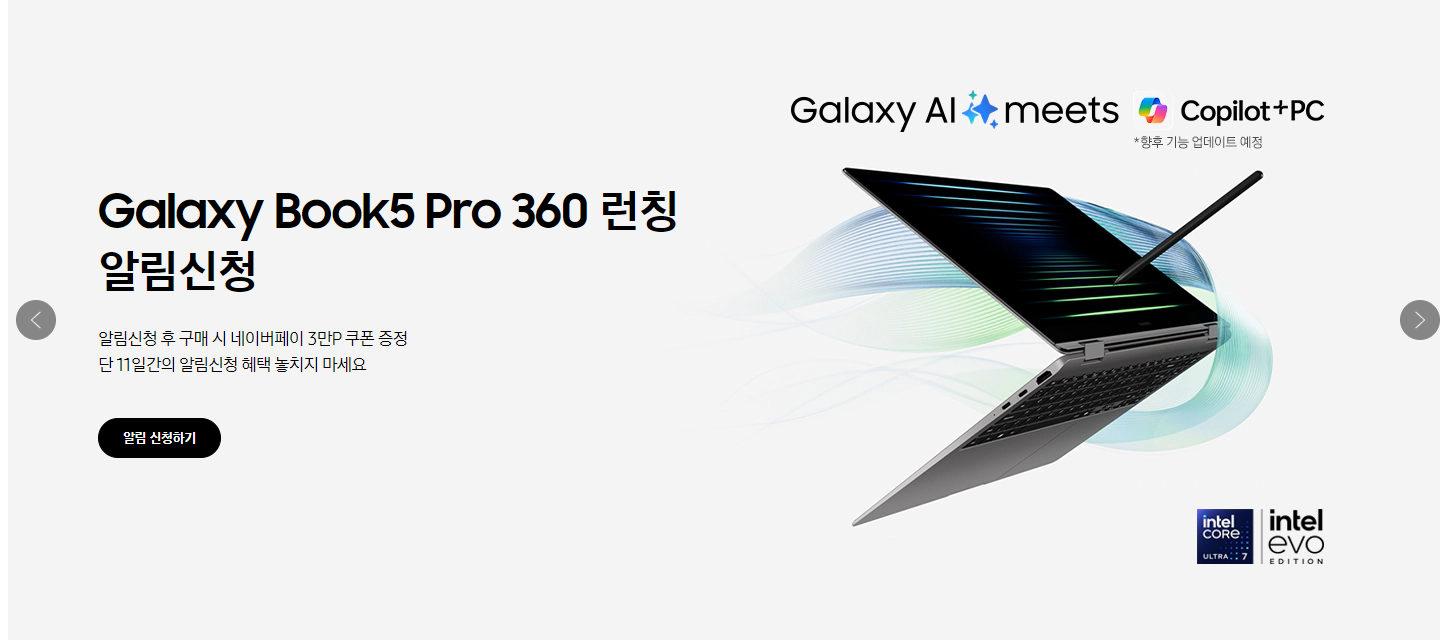 Galaxy AI meets Copilot+PC
*향후 기능 업데이트 예정
Galaxy Book5 Pro 360 런칭
알림신청
알림신청 후 구매 시 네이버페이 3만P 쿠폰 증정
단 11일간의 알림신청 혜택 놓치지 마세요
알림 신청하기
intel CORE ULTRA 7
intel evo EDITION